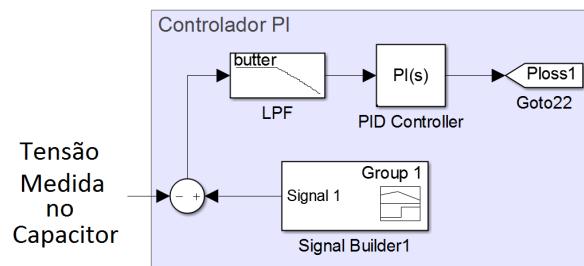 Controlador PI
butter
LPF
PI(s)
PID Controller
Ploss1
Goto22
Tensão
Medida
no
Capacitor
− +
Group 1
Signal 1
Signal Builder1